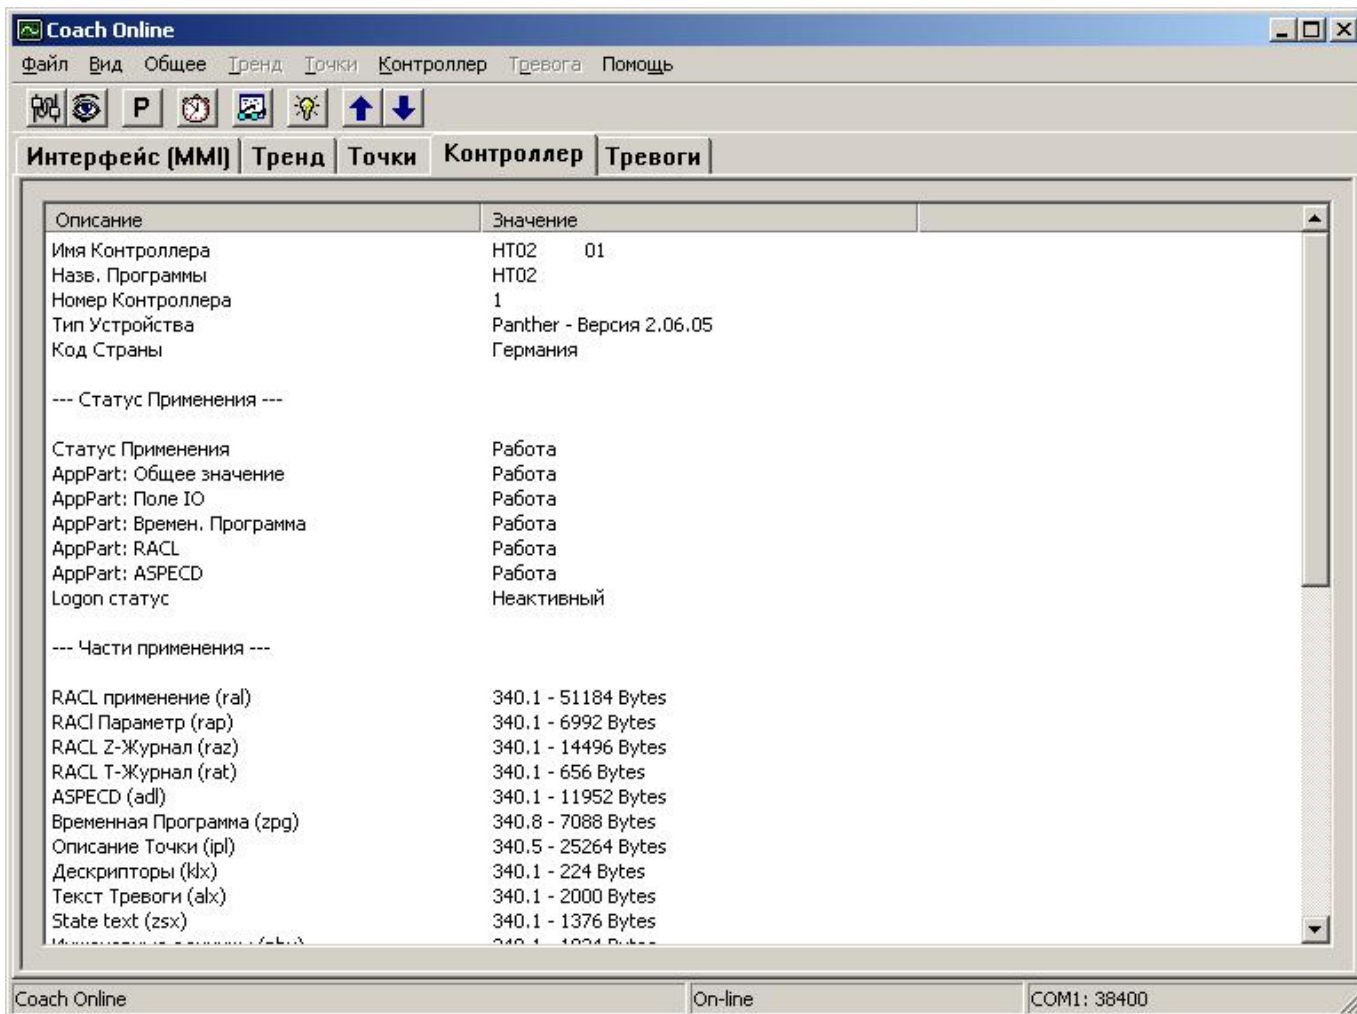 Coach Online
Файл Вид Общее Тренд Точки Контроллер Тревога Помощь
P
Интерфейс (MMI) Тренд Точки Контроллер Тревоги
Описание Значение
Имя Контроллера HT02 01
Назв. Программы HT02
Номер Контроллера 1
Тип Устройства Panther - Версия 2.06.05
Код Страны Германия
--- Статус Применения ---
Статус Применения Работа
AppPart: Общее значение Работа
AppPart: Поле IO Работа
AppPart: Времен. Программа Работа
AppPart: RACL Работа
AppPart: ASPECD Работа
Logon статус Неактивный
--- Части применения ---
RACL применение (ral) 340.1 - 51184 Bytes
RACl Параметр (rap) 340.1 - 6992 Bytes
RACL Z-Журнал (raz) 340.1 - 14496 Bytes
RACL T-Журнал (rat) 340.1 - 656 Bytes
ASPECD (adl) 340.1 - 11952 Bytes
Временная Программа (zpg) 340.8 - 7088 Bytes
Описание Точки (ipl) 340.5 - 25264 Bytes
Дескрипторы (klx) 340.1 - 224 Bytes
Текст Тревоги (alx) 340.1 - 2000 Bytes
State text (zsx) 340.1 - 1376 Bytes
Coach Online On-line COM1: 38400